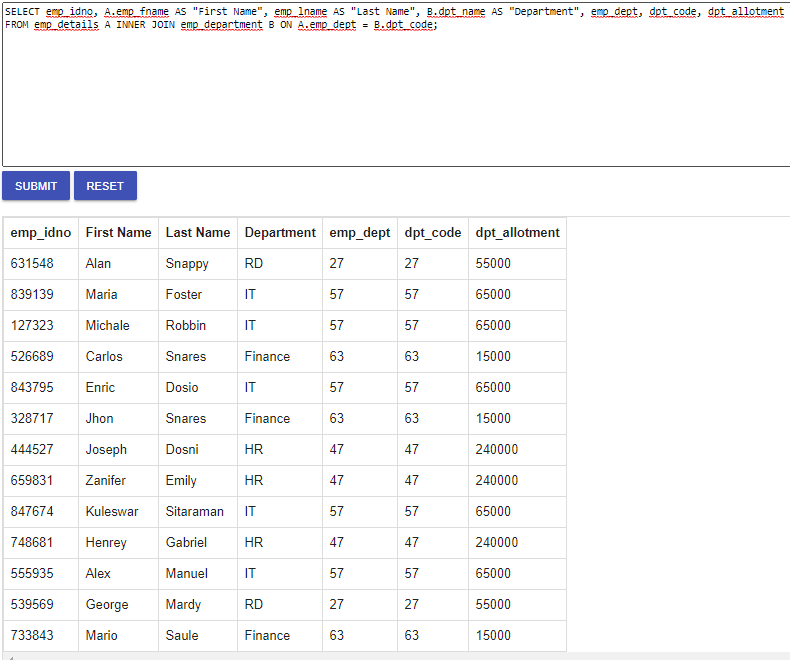 SELECT emp_idno, A.emp_fname AS "First Name", emp_lname AS "Last Name", B.dpt_name AS "Department", emp_dept, dpt_code, dpt_allotment
FROM emp_details A INNER JOIN emp_department B ON A.emp_dept = B.dpt_code;
SUBMIT RESET
emp_idno First Name Last Name Department emp_dept dpt_code dpt_allotment
631548 Alan Snappy RD 27 27 55000
839139 Maria Foster IT 57 57 65000
127323 Michale Robbin IT 57 57 65000
526689 Carlos Snares Finance 63 63 15000
843795 Enric Dosio IT 57 57 65000
328717 Jhon Snares Finance 63 63 15000
444527 Joseph Dosni HR 47 47 240000
659831 Zanifer Emily HR 47 47 240000
847674 Kuleswar Sitaraman IT 57 57 65000
748681 Henrey Gabriel HR 47 47 240000
555935 Alex Manuel IT 57 57 65000
539569 George Mardy RD 27 27 55000
733843 Mario Saule Finance 63 63 15000